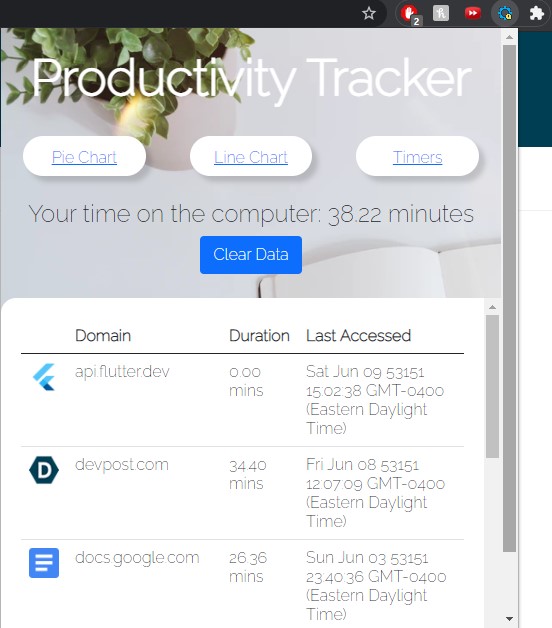 2
Productivity Tracker
Pie Chart
Line Chart
Timers
Your time on the computer: 38.22 minutes
Clear Data
Domain Duration Last Accessed
api.flutter.dev 0.00 Sat Jun 09 53151
mins 15:02:38 GMT-0400
(Eastern Daylight
Time)
D devpost.com 34.40 Fri Jun 08 53151
mins 12:07:09 GMT-0400
(Eastern Daylight
Time)
docs.google.com 26.36 Sun Jun 03 53151
mins 23:40:36 GMT-0400
(Eastern Daylight
Time)